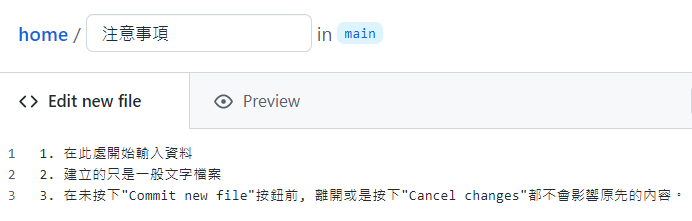 home / 注意事項 in main
Edit new file Preview
1 1. 在此處開始輸入資料
2 2. 建立的只是一般文字檔案
3 3. 在未按下"Commit new file"按鈕前, 離開或是按下"Cancel changes"都不會影響原先的內容。